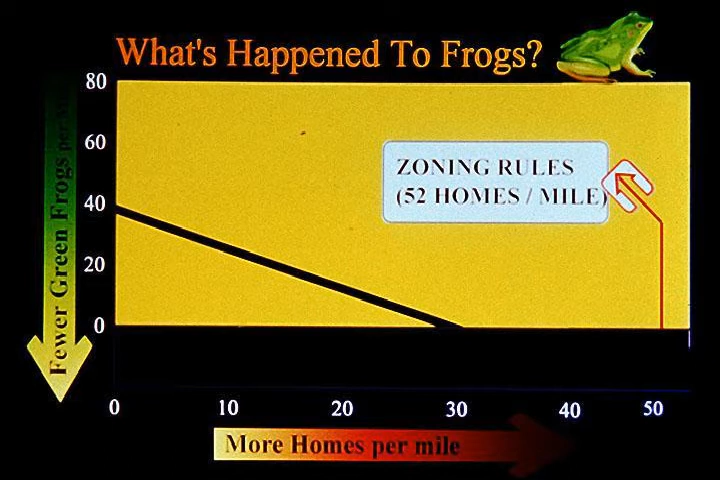 What's Happened To Frogs?
80
60
40
20
0
Fewer Green Frogs per
ZONING RULES
(52 HOMES / MILE)
0 10 20 30 40 50
More Homes per mile